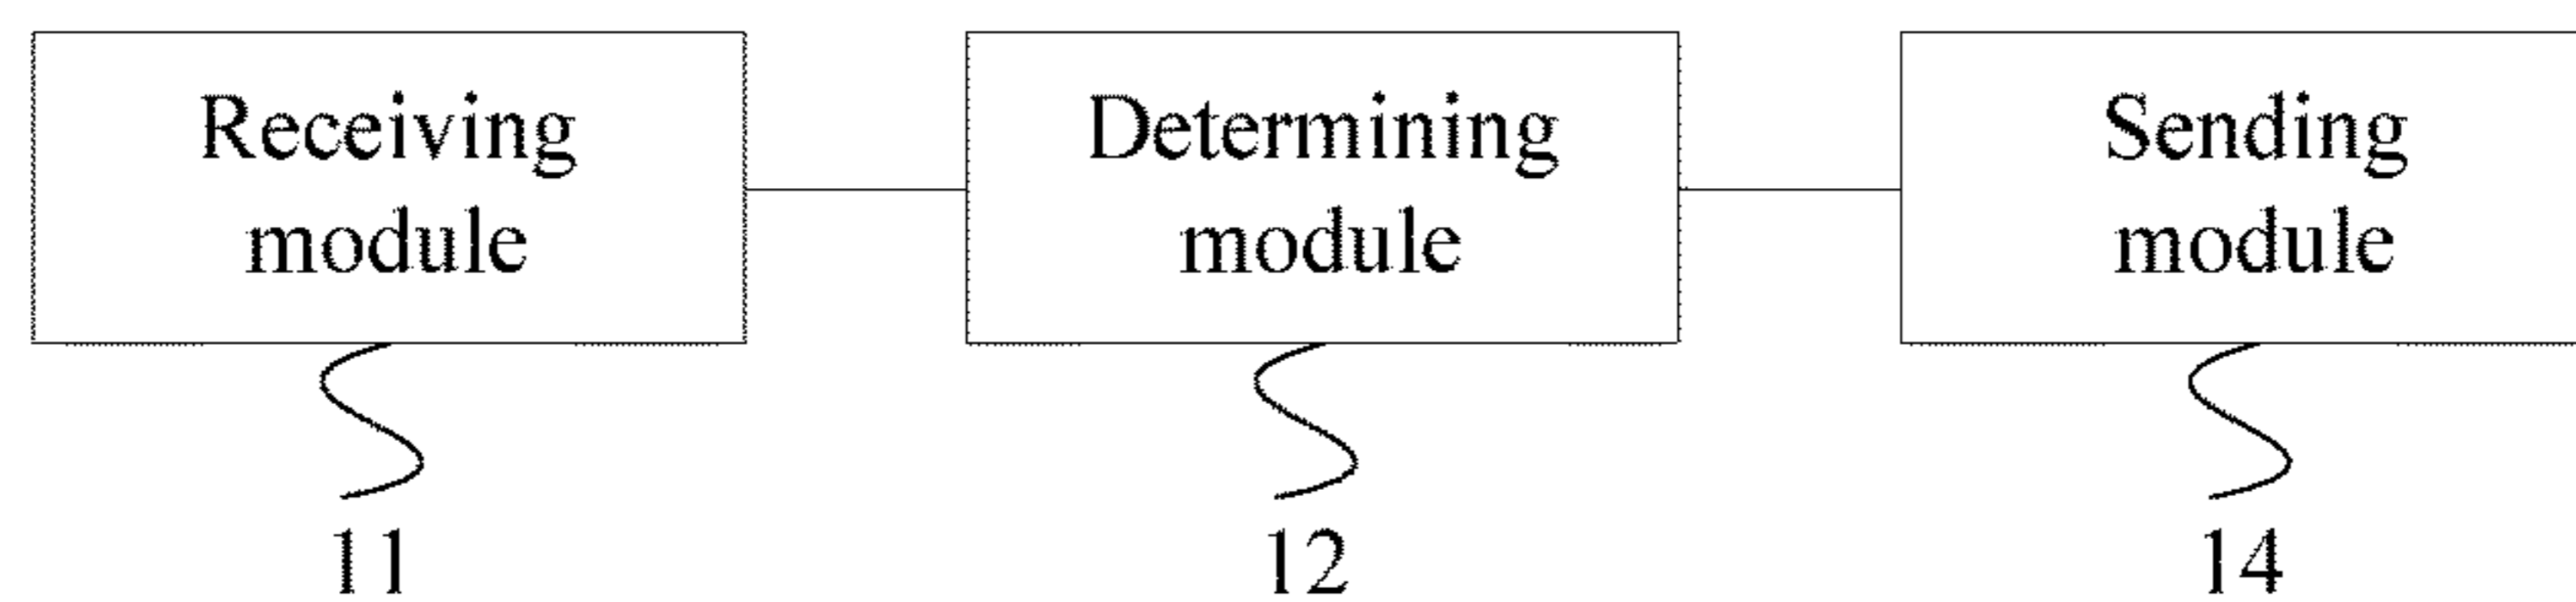 Receiving
module
Determining
module
Sending
module
11
12
14